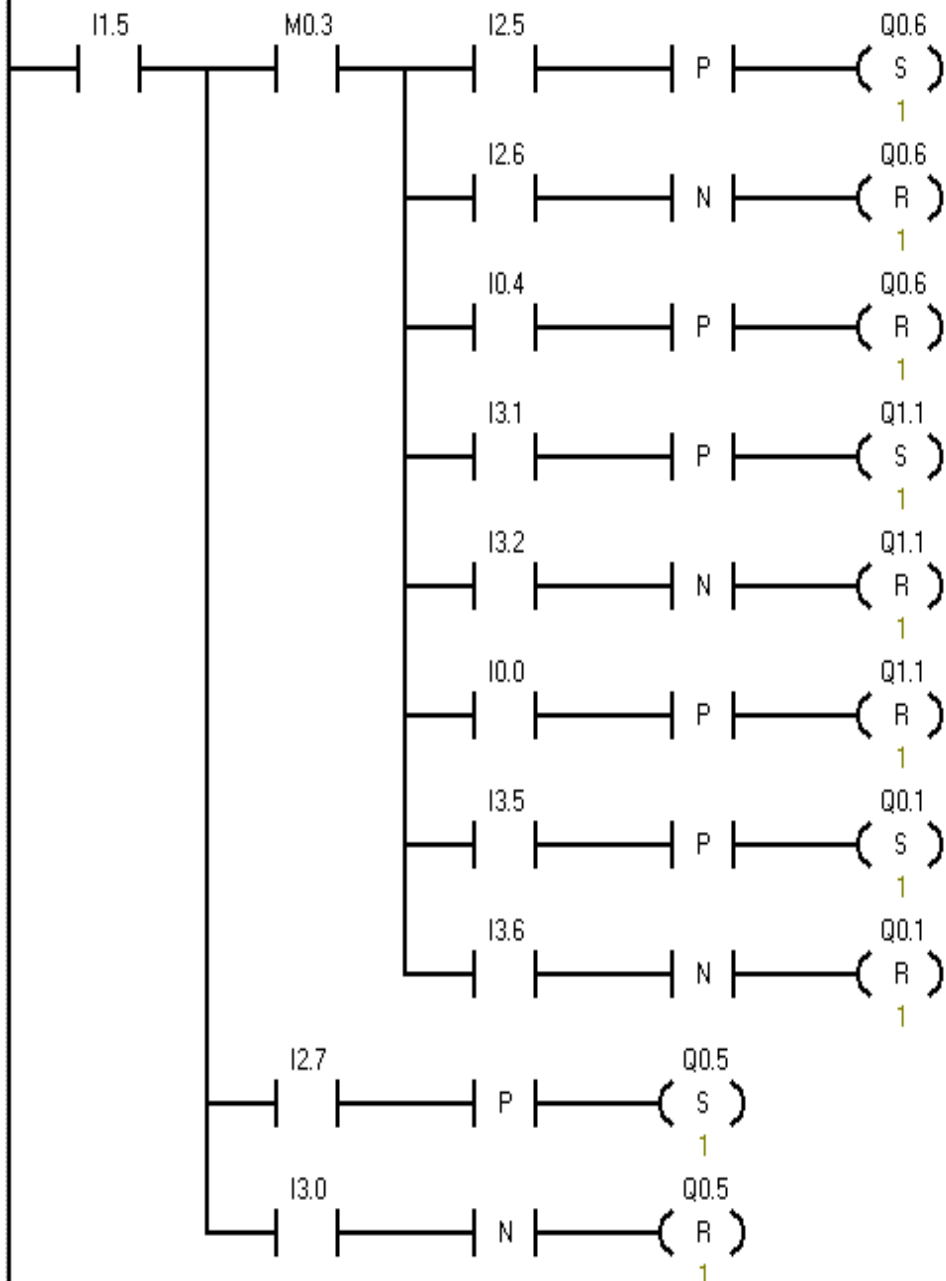 I1.5 M0.3 I2.5 Q0.6
P S
1
I2.6 Q0.6
N R
1
I0.4 Q0.6
P R
1
I3.1 Q1.1
P S
1
I3.2 Q1.1
N R
1
I0.0 Q1.1
P R
1
I3.5 Q0.1
P S
1
I3.6 Q0.1
N R
1
I2.7 Q0.5
P S
1
I3.0 Q0.5
N R
1